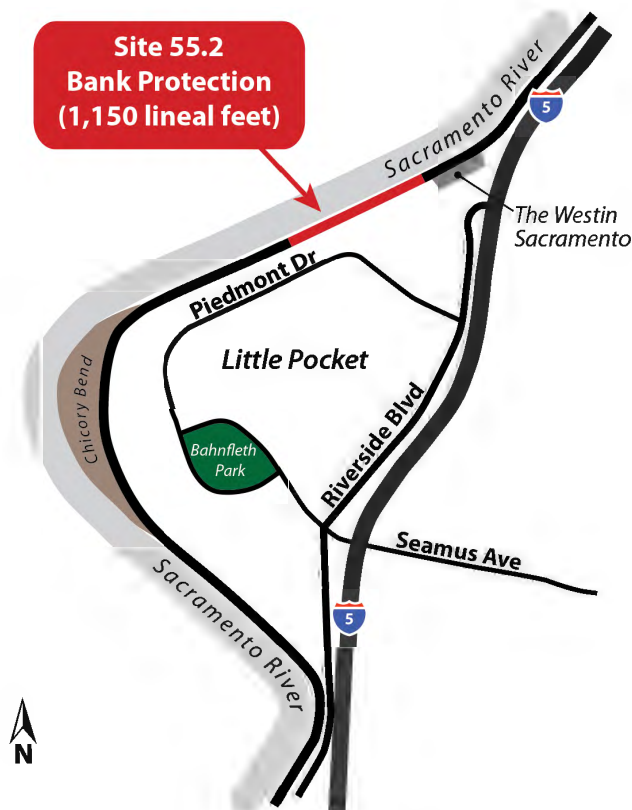 Site 55.2
Bank Protection
(1,150 lineal feet)
Sacramento River
5
The Westin
Sacramento
Piedmont Dr
Little Pocket
Chicory Bend
Riverside Blvd
Bahnfleth
Park
Seamus Ave
Sacramento River
5
N